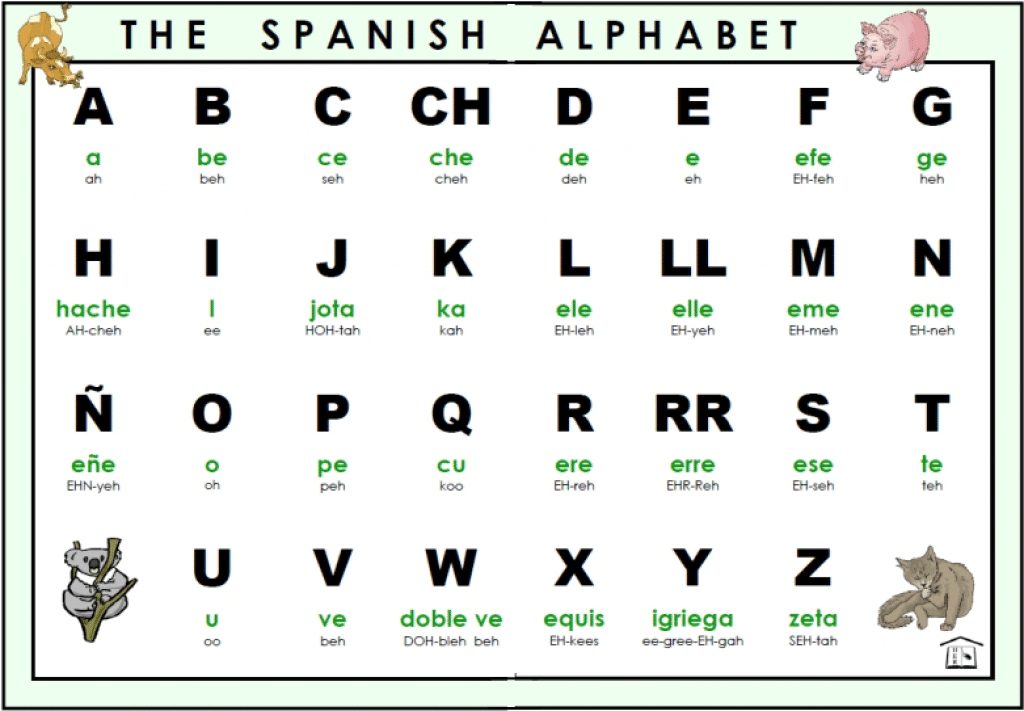 THE SPANISH ALPHABET
A B C CH D E F G
a be ce che de e efe ge
ah beh seh cheh deh eh EH-feh heh
H I J K L LL M N
hache I jota ka ele elle eme ene
AH-cheh ee HOH-tah kah EH-leh EH-yeh EH-meh EH-neh
Ñ O P Q R RR S T
eñe o pe cu ere erre ese te
EHN-yeh oh peh koo EH-reh EHR-Reh EH-seh teh
U V W X Y Z
u ve doble ve equis igriega zeta
oo beh DOH-bleh beh EH-kees ee-gree-EH-gah SEH-tah